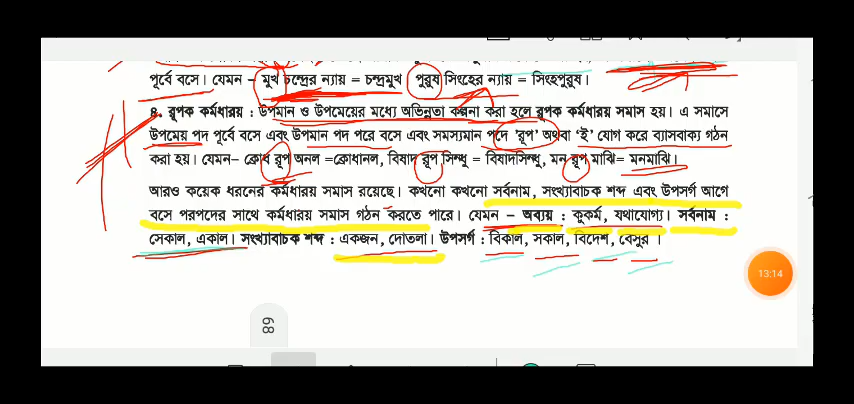 পূর্বে বসে। যেমন – মুখ চন্দ্রের ন্যায় = চন্দ্রমুখ পুরুষ সিংহের ন্যায় = সিংহপুরুষ।
৪. রূপক কর্মধারয় : উপমান ও উপমেয়ের মধ্যে অভিন্নতা কল্পনা করা হলে রূপক কর্মধারয় সমাস হয়। এ সমাসে
উপমেয় পদ পূর্বে বসে এবং উপমান পদ পরে বসে এবং সমস্যমান পদে ‘রূপ’ অথবা ‘ই’ যোগ করে ব্যাসবাক্য গঠন
করা হয়। যেমন– ক্রোধ রূপ অনল =ক্রোধানল, বিষাদ রূপ সিন্ধু = বিষাদসিন্ধু, মন রূপ মাঝি= মনমাঝি।
আরও কয়েক ধরনের কর্মধারয় সমাস রয়েছে। কখনো কখনো সর্বনাম, সংখ্যাবাচক শব্দ এবং উপসর্গ আগে
বসে পরপদের সাথে কর্মধারয় সমাস গঠন করতে পারে। যেমন – অব্যয় : কুকর্ম, যথাযোগ্য। সর্বনাম :
সেকাল, একাল। সংখ্যাবাচক শব্দ : একজন, দোতলা। উপসর্গ : বিকাল, সকাল, বিদেশ, বেসুর ।
13:14
68